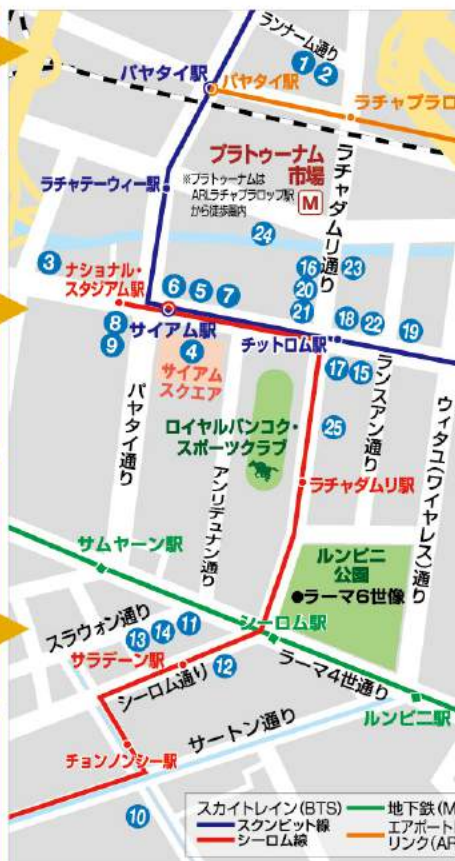 ランナーム通り
① ②
パヤタイ駅
パヤタイ駅
ラチャプラロ
プラトゥーナム
市場
M
※プラトゥーナムは
ARLラチャプラロップ駅
から徒歩圏内
ラチャテーウィー駅
ラチャダムリ通り
24
3
ナショナル・
スタジアム駅
6 5 7
16 23
20
21
8
9
サイアム駅
4
サイアム
スクエア
チットロム駅
18 22 19
17 15
ランスアン通り
パヤタイ通り
ロイヤルバンコク・
スポーツクラブ
25
アンリデュナン通り
ラチャダムリ駅
ウィタユ(ワイヤレス)通り
サムヤーン駅
ルンピニ
公園
●ラーマ6世像
スラウォン通り
シーロム駅
13 14 11
サラデーン駅
12
シーロム通り
ラーマ4世通り
ルンピニ駅
サートン通り
チョンノンシー駅
10
スカイトレイン(BTS)
スクンビット線
シーロム線
地下鉄(M
エアポート
リンク(AR